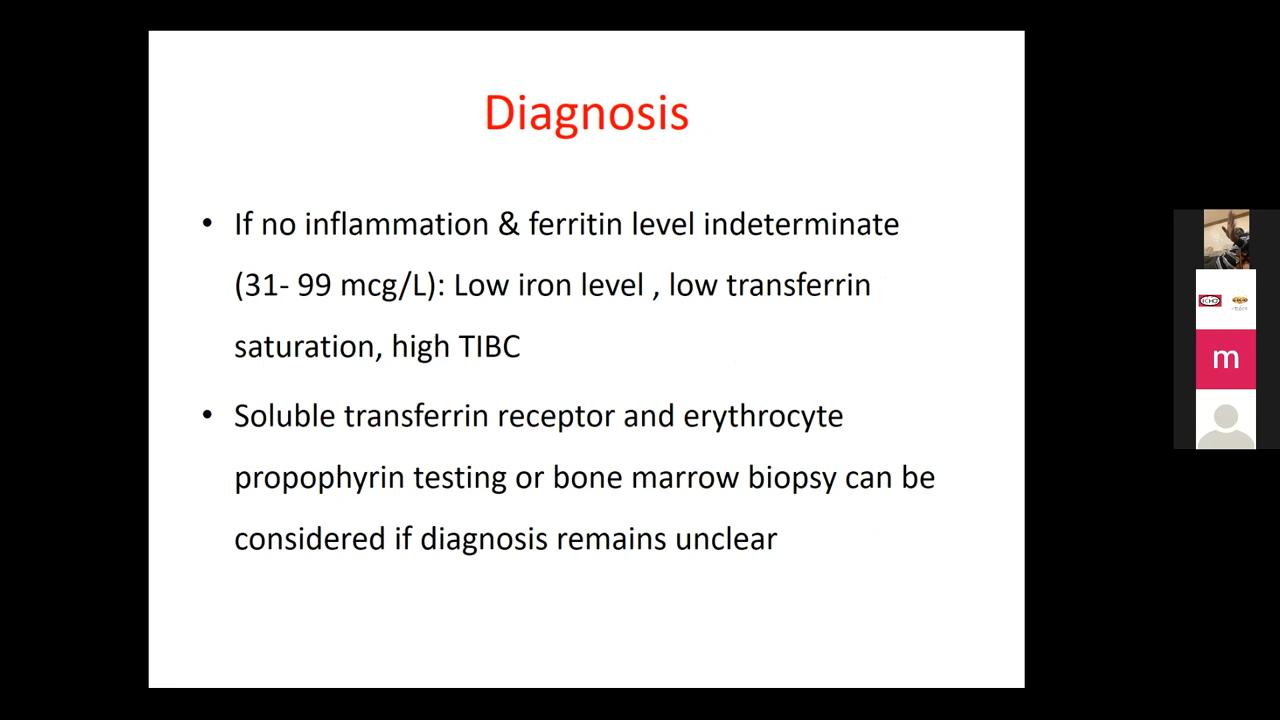 Diagnosis
• If no inflammation & ferritin level indeterminate
(31- 99 mcg/L): Low iron level , low transferrin
saturation, high TIBC
• Soluble transferrin receptor and erythrocyte
propophyrin testing or bone marrow biopsy can be
considered if diagnosis remains unclear
ECHO
m